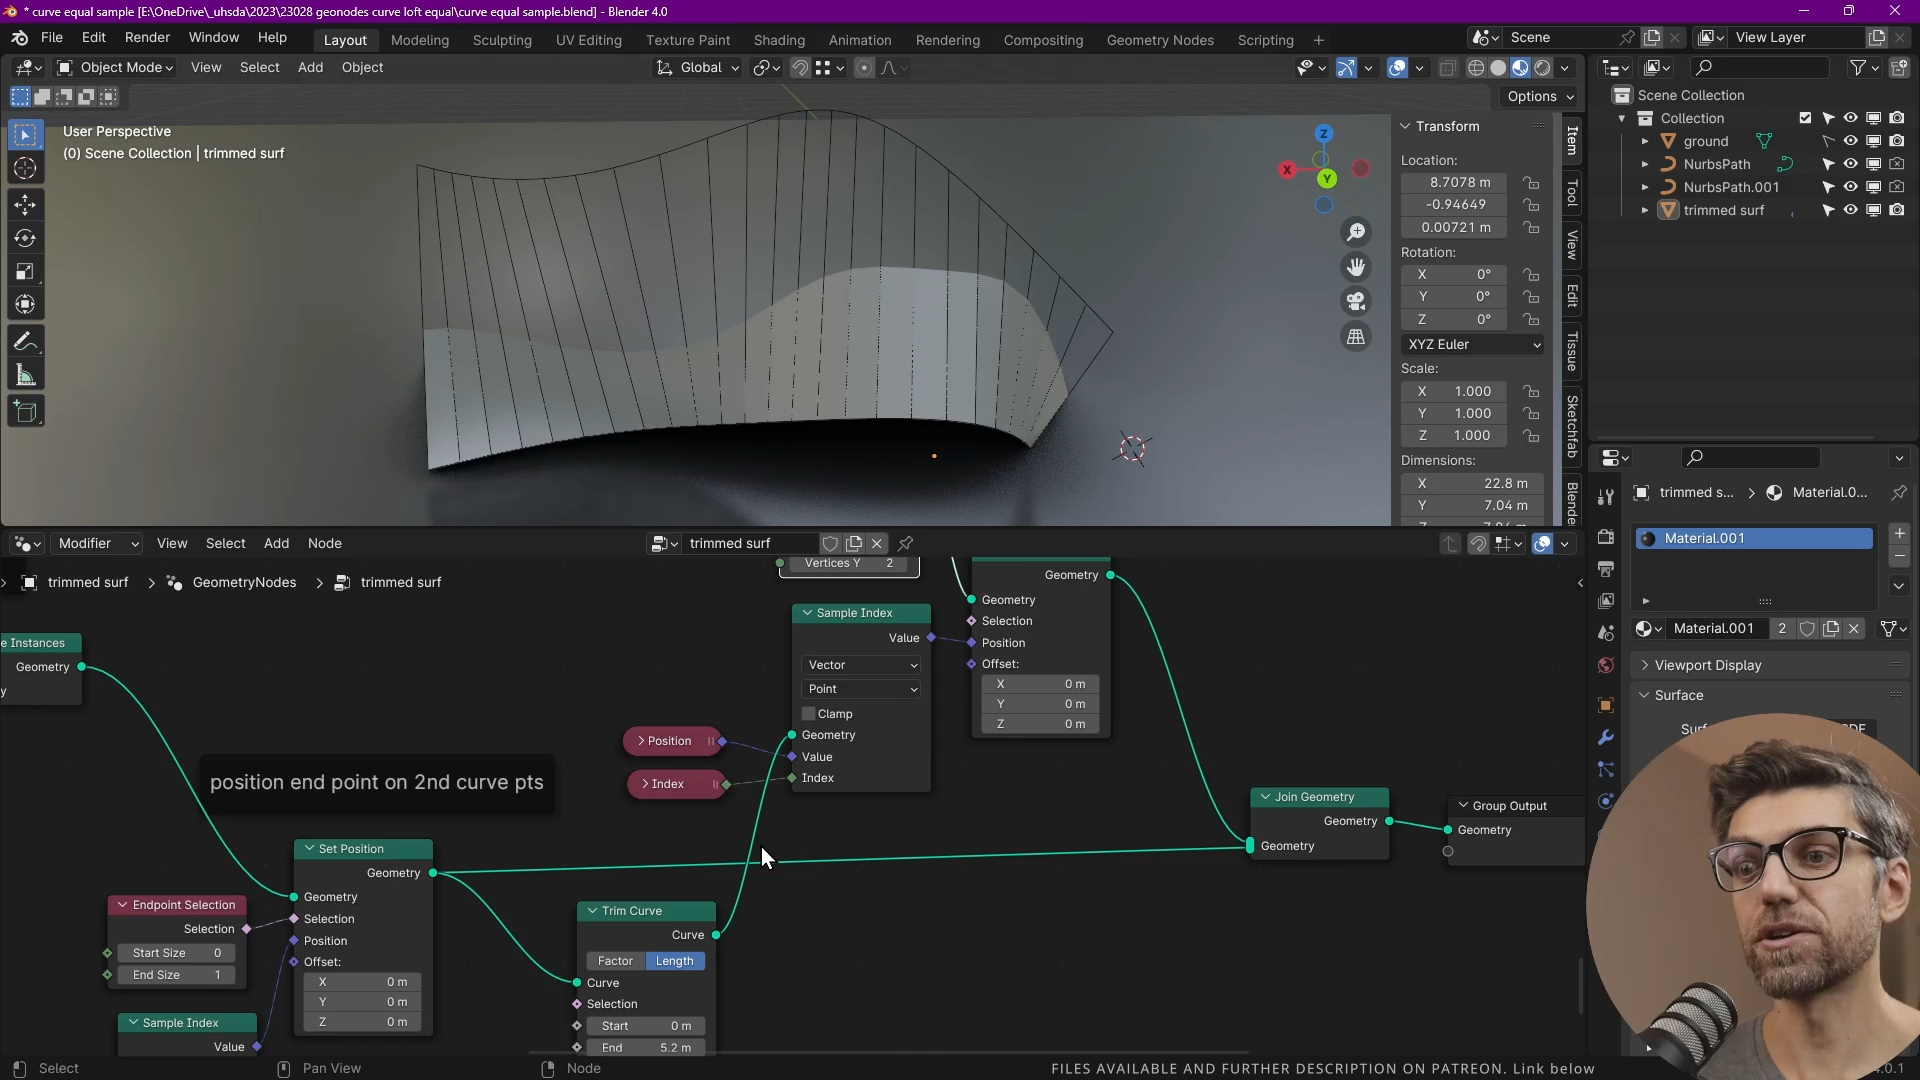 * curve equal sample [E:\OneDrive\_uhsda\2023\23028 geonodes curve loft equal\curve equal sample.blend] - Blender 4.0
File Edit Render Window Help
Layout Modeling Sculpting UV Editing Texture Paint Shading Animation Rendering Compositing Geometry Nodes Scripting +
Scene
View Layer
Object Mode View Select Add Object
Global
Options
User Perspective
(0) Scene Collection | trimmed surf
Z
X
Y
Transform
Location:
8.7078 m
-0.94649
0.00721 m
Rotation:
X 0°
Y 0°
Z 0°
XYZ Euler
Scale:
X 1.000
Y 1.000
Z 1.000
Dimensions:
X 22.8 m
Y 7.04 m
Item
Tool
View
Edit
Tissue
Sketchfab
Scene Collection
Collection
ground
NurbsPath
NurbsPath.001
trimmed surf
Modifier View Select Add Node
trimmed surf
trimmed surf > GeometryNodes > trimmed surf
e Instances
Geometry
y
position end point on 2nd curve pts
Endpoint Selection
Selection
Start Size 0
End Size 1
Sample Index
Value
Set Position
Geometry
Geometry
Selection
Position
Offset:
X 0 m
Y 0 m
Z 0 m
Trim Curve
Curve
Factor Length
Curve
Selection
Start 0 m
End 5.2 m
Position
Index
Vertices Y 2
Sample Index
Value
Vector
Point
Clamp
Geometry
Value
Index
Geometry
Geometry
Selection
Position
Offset:
X 0 m
Y 0 m
Z 0 m
Join Geometry
Geometry
Geometry
Group Output
Geometry
trimmed s... > Material.0...
Material.001
Material.001 2
Viewport Display
Surface
Select Pan View Node
FILES AVAILABLE AND FURTHER DESCRIPTION ON PATREON. Link below